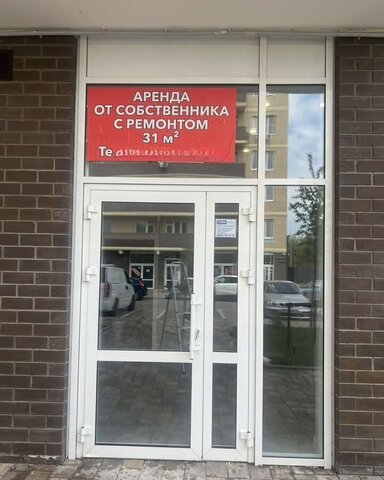 АРЕНДА
ОТ СОБСТВЕННИКА
С РЕМОНТОМ
31 м²